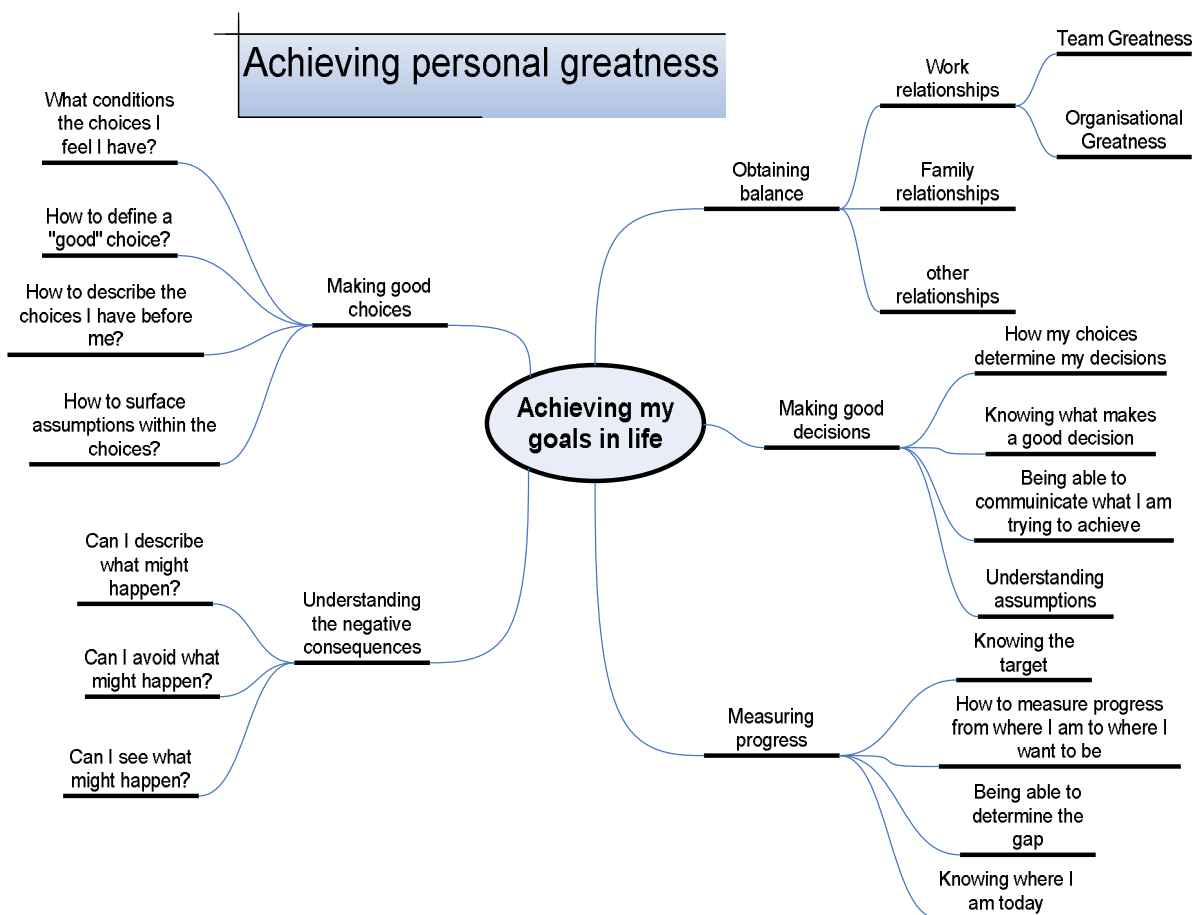 Achieving personal greatness
What conditions
the choices I
feel I have?
How to define a
"good" choice?
How to describe the
choices I have before
me?
How to surface
assumptions within the
choices?
Making good
choices
Can I describe
what might
happen?
Can I avoid what
might happen?
Can I see what
might happen?
Understanding
the negative
consequences
Achieving my
goals in life
Obtaining
balance
Work
relationships
Team Greatness
Organisational
Greatness
Family
relationships
other
relationships
Making good
decisions
How my choices
determine my decisions
Knowing what makes
a good decision
Being able to
commuinicate what I am
trying to achieve
Understanding
assumptions
Measuring
progress
Knowing the
target
How to measure progress
from where I am to where I
want to be
Being able to
determine the
gap
Knowing where I
am today